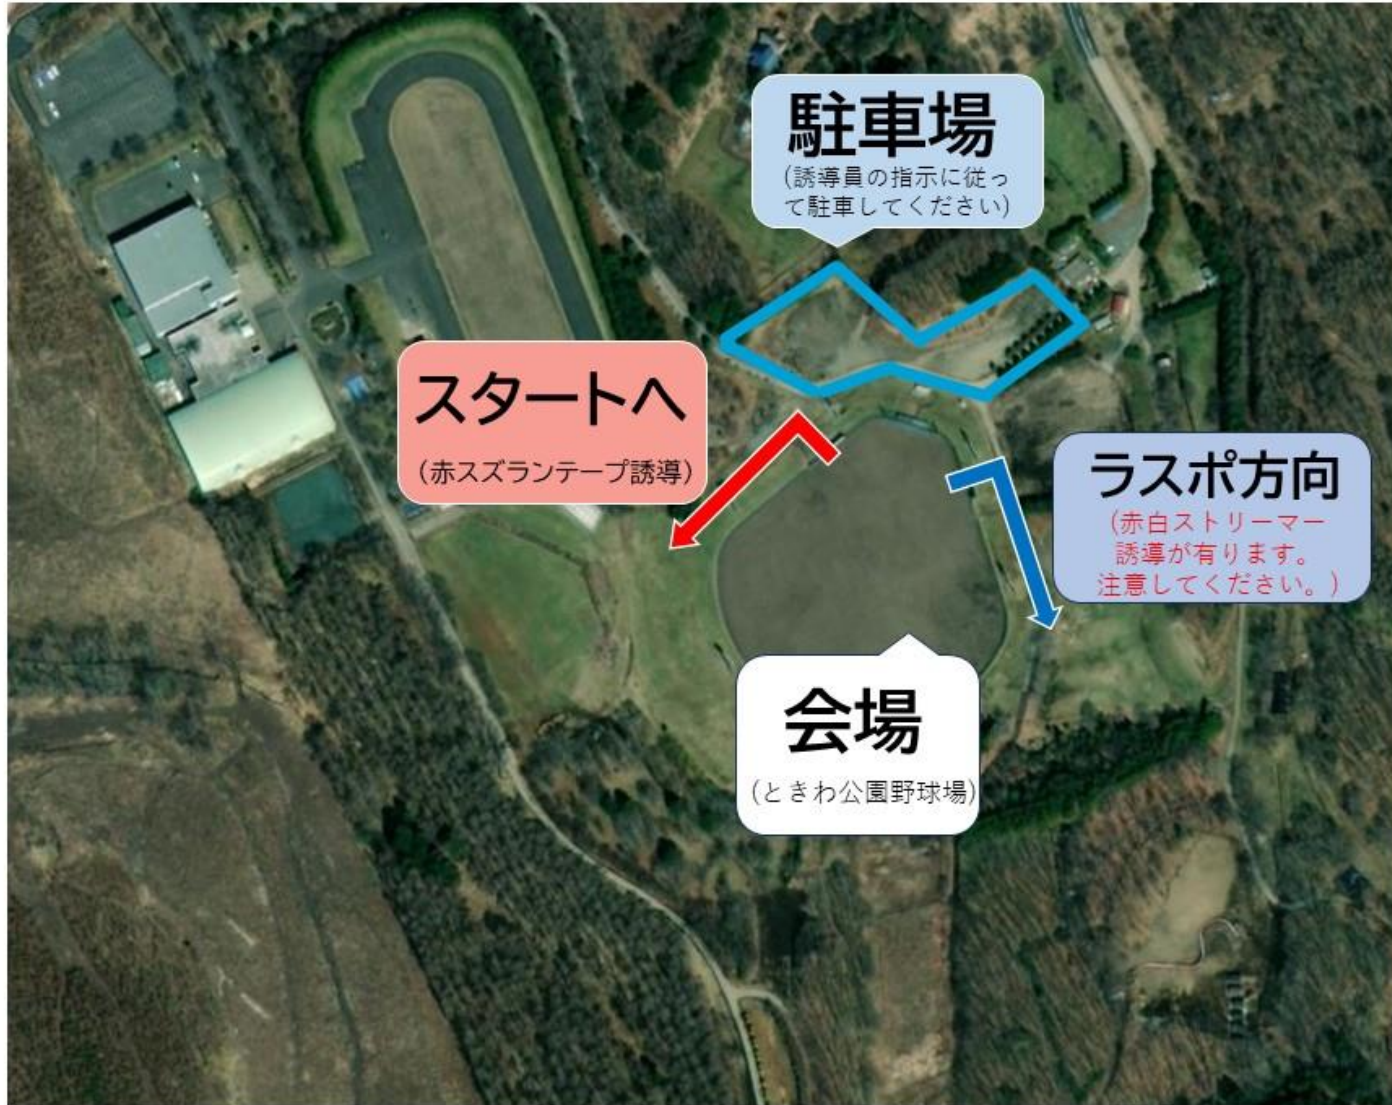 駐車場
(誘導員の指示に従っ
て駐車してください)
スタートへ
(赤スズランテープ誘導)
ラスポ方向
(赤白ストリーマー
誘導が有ります。
注意してください。)
会場
(ときわ公園野球場)